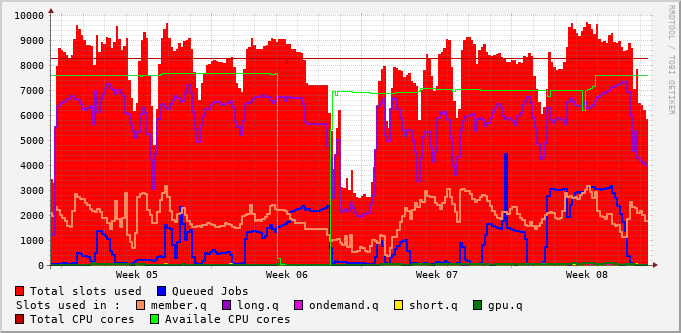 10000
9000
8000
7000
6000
5000
4000
3000
2000
1000
0
Week 05 Week 06 Week 07 Week 08
RRDTOOL / TOBI OETIKER
Total slots used Queued Jobs
Slots used in : member.q long.q ondemand.q short.q gpu.q
Total CPU cores Availale CPU cores